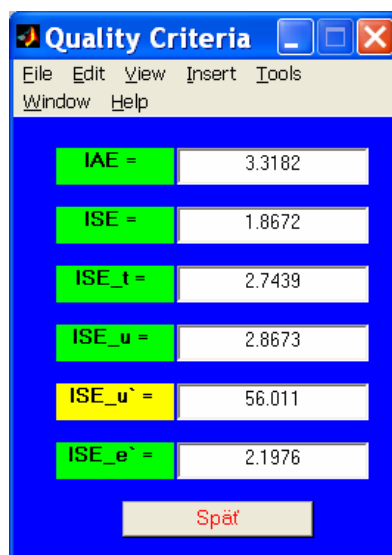 Quality Criteria
File Edit View Insert Tools
Window Help
IAE = 3.3182
ISE = 1.8672
ISE_t = 2.7439
ISE_u = 2.8673
ISE_u` = 56.011
ISE_e` = 2.1976
Späť